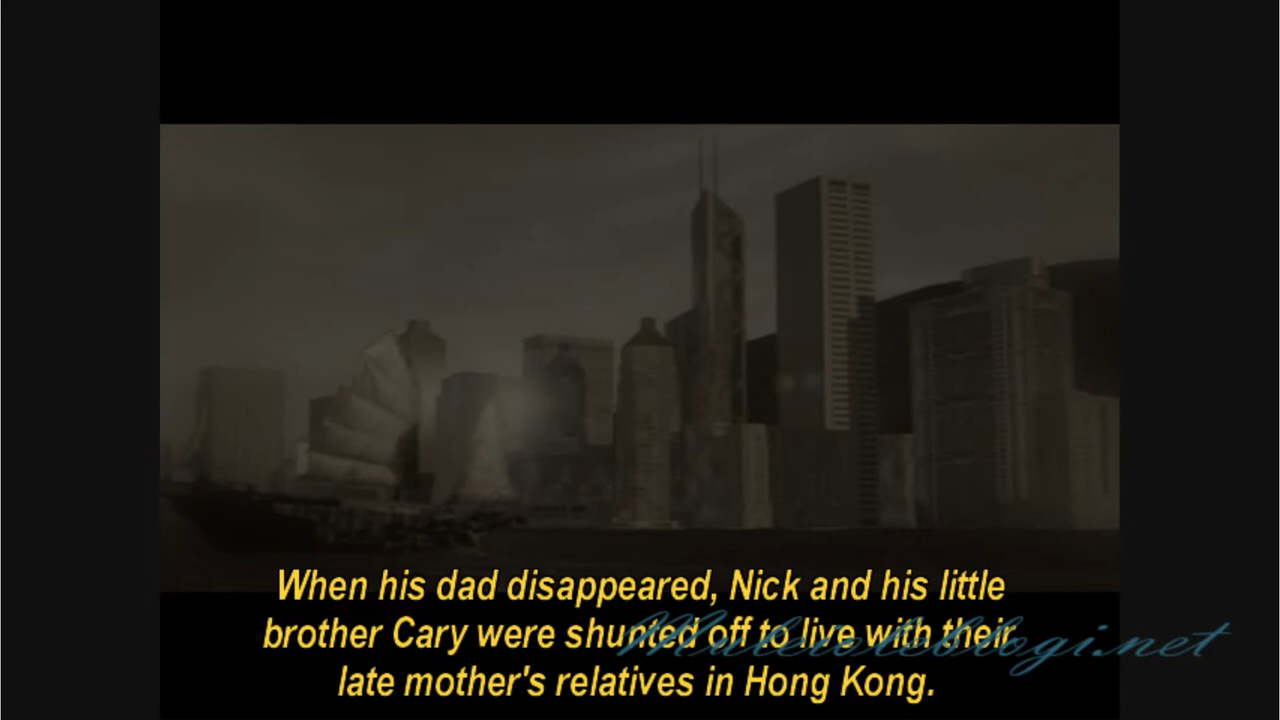 When his dad disappeared, Nick and his little
brother Cary were shunted off to live with their
late mother's relatives in Hong Kong.